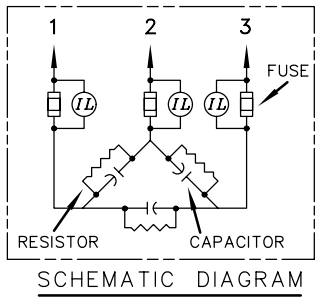 1 2 3
FUSE
IL IL IL
RESISTOR CAPACITOR
SCHEMATIC DIAGRAM